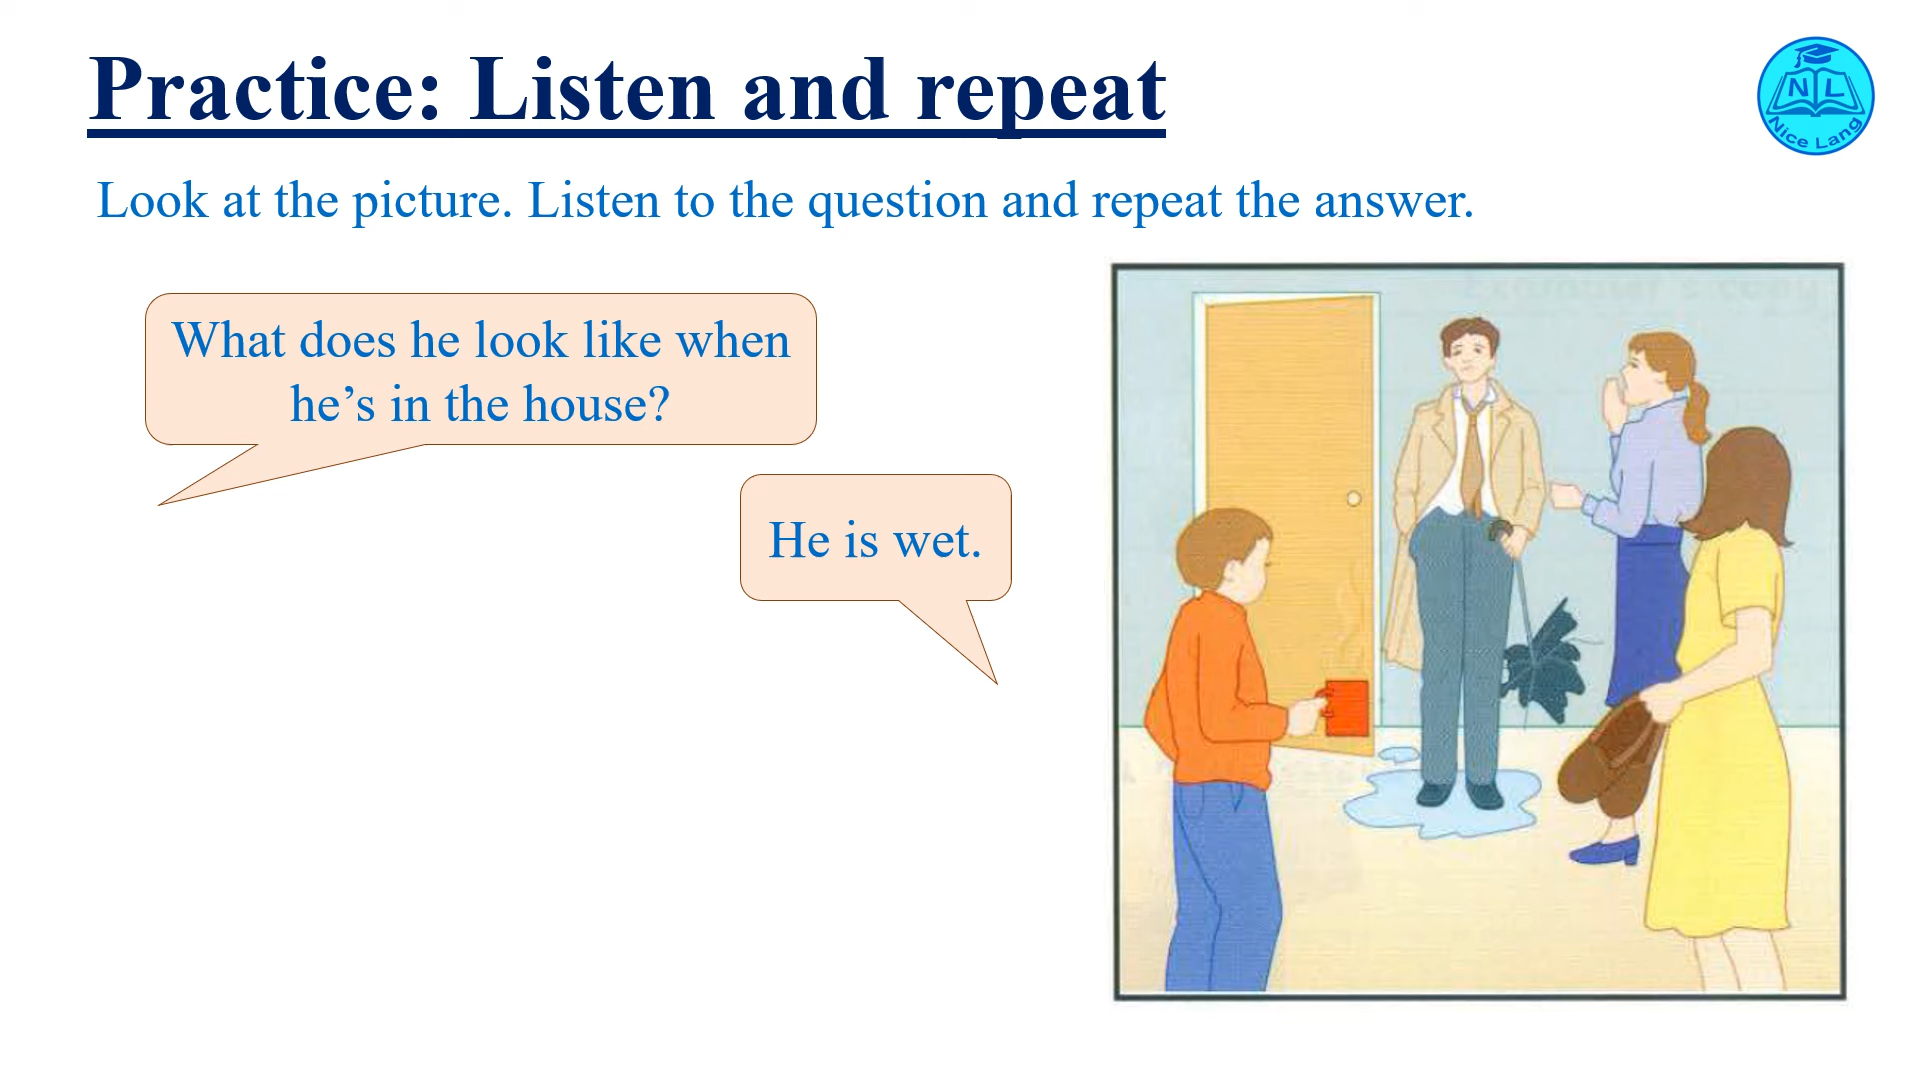 Practice: Listen and repeat
N L
Nice Lang
Look at the picture. Listen to the question and repeat the answer.
What does he look like when
he’s in the house?
He is wet.